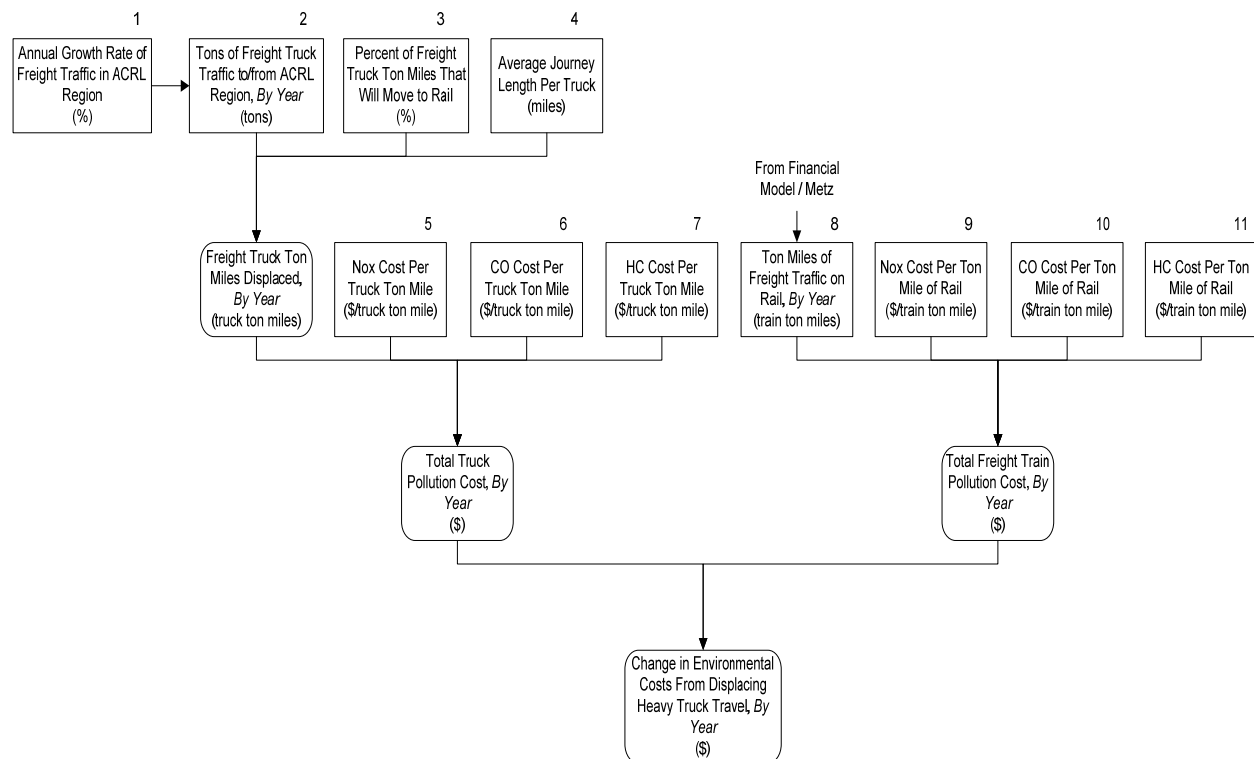 1
2
3
4
Annual Growth Rate of
Freight Traffic in ACRL
Region
(%)
Tons of Freight Truck
Traffic to/from ACRL
Region, By Year
(tons)
Percent of Freight
Truck Ton Miles That
Will Move to Rail
(%)
Average Journey
Length Per Truck
(miles)
From Financial
Model / Metz
5
6
7
8
9
10
11
Freight Truck Ton
Miles Displaced,
By Year
(truck ton miles)
Nox Cost Per
Truck Ton Mile
($/truck ton mile)
CO Cost Per
Truck Ton Mile
($/truck ton mile)
HC Cost Per
Truck Ton Mile
($/truck ton mile)
Ton Miles of
Freight Traffic on
Rail, By Year
(train ton miles)
Nox Cost Per Ton
Mile of Rail
($/train ton mile)
CO Cost Per Ton
Mile of Rail
($/train ton mile)
HC Cost Per Ton
Mile of Rail
($/train ton mile)
Total Truck
Pollution Cost, By
Year
($)
Total Freight Train
Pollution Cost, By
Year
($)
Change in Environmental
Costs From Displacing
Heavy Truck Travel, By
Year
($)